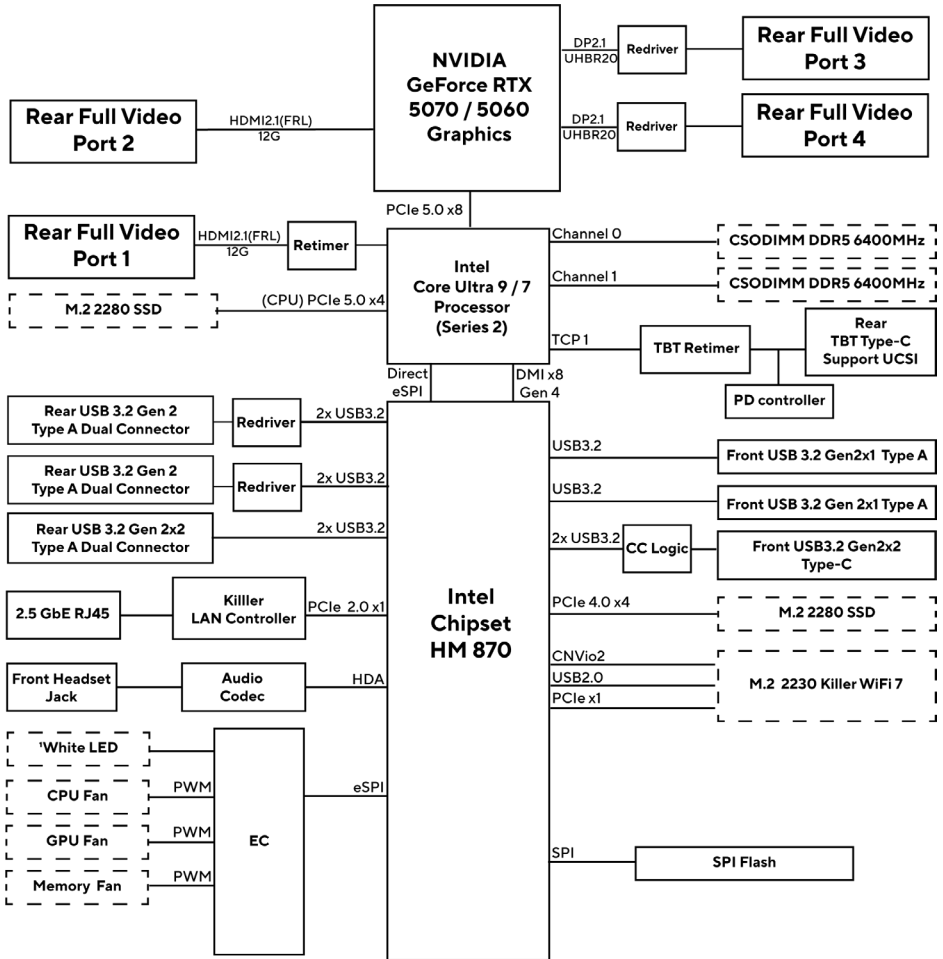 NVIDIA
GeForce RTX
5070 / 5060
Graphics
DP2.1
UHBR20
Redriver
Rear Full Video
Port 3
DP2.1
UHBR20
Redriver
Rear Full Video
Port 4
Rear Full Video
Port 2
HDMI2.1(FRL)
12G
PCIe 5.0 x8
Rear Full Video
Port 1
HDMI2.1(FRL)
12G
Retimer
Intel
Core Ultra 9 / 7
Processor
(Series 2)
Channel 0
CSODIMM DDR5 6400MHz
Channel 1
CSODIMM DDR5 6400MHz
M.2 2280 SSD
(CPU) PCIe 5.0 x4
TCP 1
TBT Retimer
Rear
TBT Type-C
Support UCSI
PD controller
Direct
eSPI
DMI x8
Gen 4
Rear USB 3.2 Gen 2
Type A Dual Connector
Redriver
2x USB3.2
Rear USB 3.2 Gen 2
Type A Dual Connector
Redriver
2x USB3.2
Rear USB 3.2 Gen 2x2
Type A Dual Connector
2x USB3.2
2.5 GbE RJ45
Killler
LAN Controller
PCIe 2.0 x1
Front Headset
Jack
Audio
Codec
HDA
Intel
Chipset
HM 870
USB3.2
Front USB 3.2 Gen2x1 Type A
USB3.2
Front USB 3.2 Gen 2x1 Type A
2x USB3.2
CC Logic
Front USB3.2 Gen2x2
Type-C
PCIe 4.0 x4
M.2 2280 SSD
CNVio2
USB2.0
PCIe x1
M.2 2230 Killer WiFi 7
¹White LED
CPU Fan
PWM
GPU Fan
PWM
Memory Fan
PWM
EC
eSPI
SPI
SPI Flash